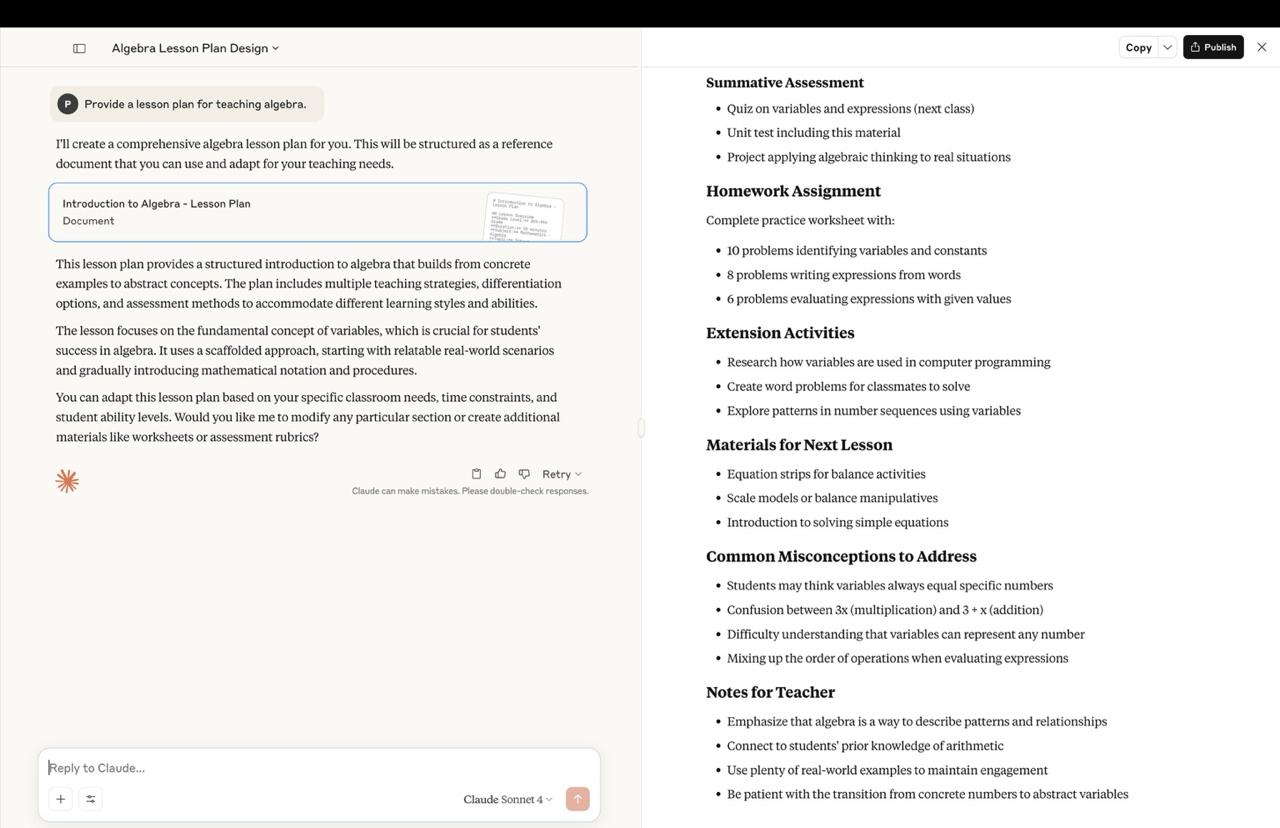 Algebra Lesson Plan Design
P
Provide a lesson plan for teaching algebra.
I'll create a comprehensive algebra lesson plan for you. This will be structured as a reference
document that you can use and adapt for your teaching needs.
Introduction to Algebra - Lesson Plan
Document
# Introduction to Algebra -
Lesson Plan
## Lesson Overview
This lesson plan provides a structured introduction to algebra that builds from concrete
examples to abstract concepts. The plan includes multiple teaching strategies, differentiation
options, and assessment methods to accommodate different learning styles and abilities.
The lesson focuses on the fundamental concept of variables, which is crucial for students'
success in algebra. It uses a scaffolded approach, starting with relatable real-world scenarios
and gradually introducing mathematical notation and procedures.
You can adapt this lesson plan based on your specific classroom needs, time constraints, and
student ability levels. Would you like me to modify any particular section or create additional
materials like worksheets or assessment rubrics?
Retry
Claude can make mistakes. Please double-check responses.
Reply to Claude...
Claude Sonnet 4
Copy
Publish
Summative Assessment
• Quiz on variables and expressions (next class)
• Unit test including this material
• Project applying algebraic thinking to real situations
Homework Assignment
Complete practice worksheet with:
• 10 problems identifying variables and constants
• 8 problems writing expressions from words
• 6 problems evaluating expressions with given values
Extension Activities
• Research how variables are used in computer programming
• Create word problems for classmates to solve
• Explore patterns in number sequences using variables
Materials for Next Lesson
• Equation strips for balance activities
• Scale models or balance manipulatives
• Introduction to solving simple equations
Common Misconceptions to Address
• Students may think variables always equal specific numbers
• Confusion between 3x (multiplication) and 3 + x (addition)
• Difficulty understanding that variables can represent any number
• Mixing up the order of operations when evaluating expressions
Notes for Teacher
• Emphasize that algebra is a way to describe patterns and relationships
• Connect to students' prior knowledge of arithmetic
• Use plenty of real-world examples to maintain engagement
• Be patient with the transition from concrete numbers to abstract variables